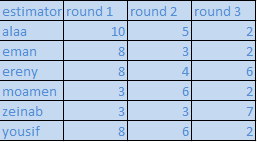 estimator round 1 round 2 round 3
alaa 10 5 2
eman 8 3 2
ereny 8 4 6
moamen 3 6 2
zeinab 3 3 7
yousif 8 6 2